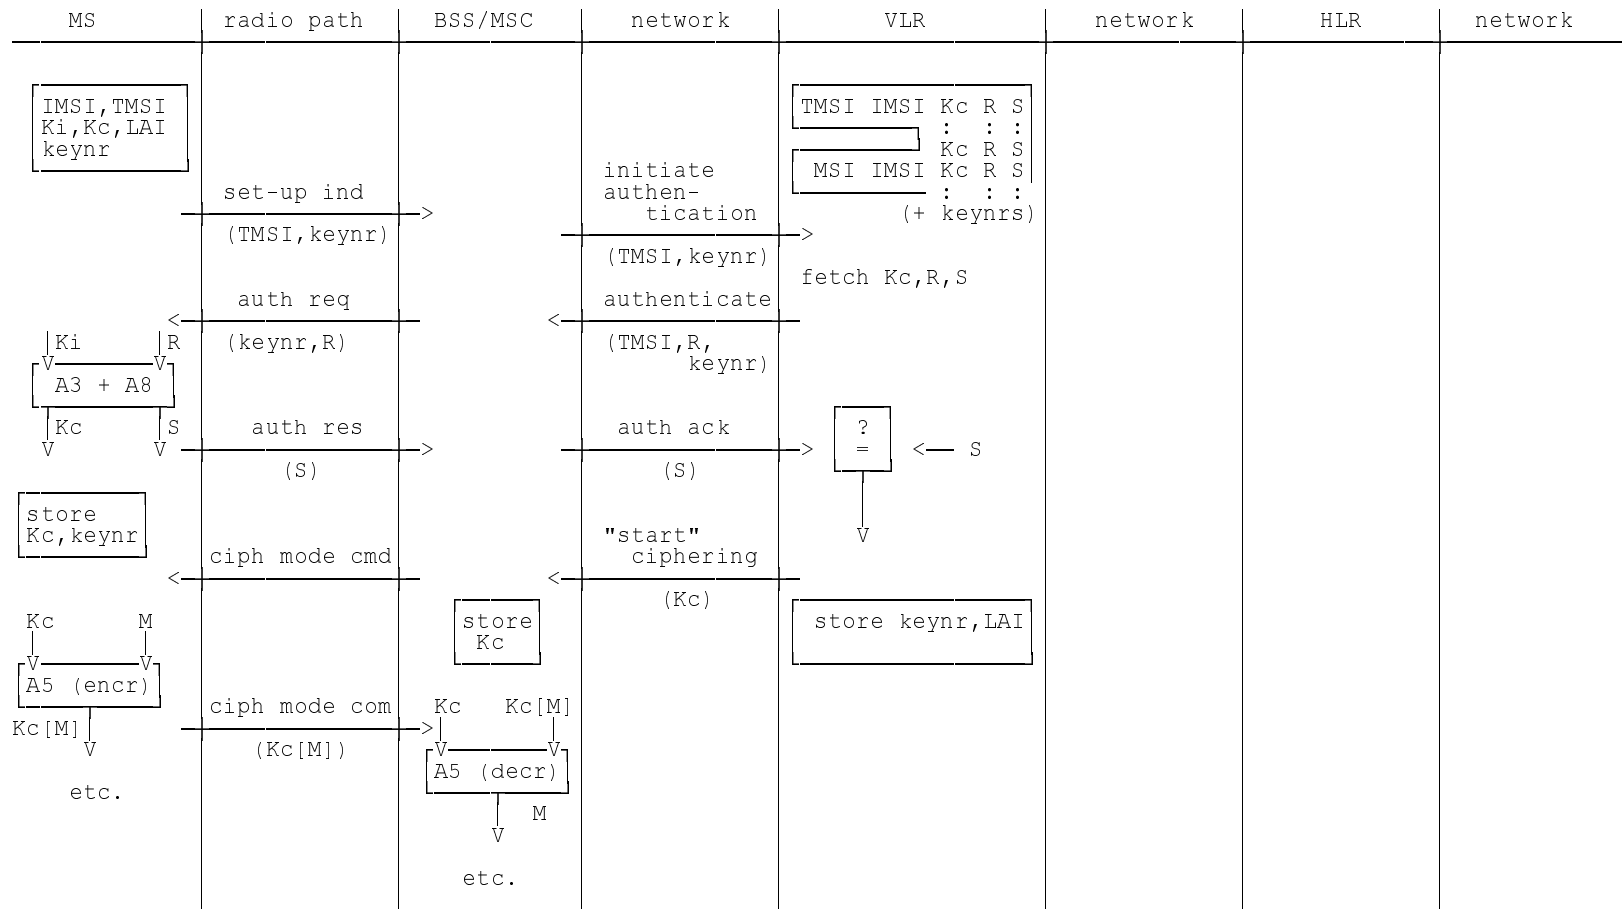 MS radio path BSS/MSC network VLR network HLR network
IMSI,TMSI TMSI IMSI Kc R S
Ki,Kc,LAI : : :
keynr Kc R S
initiate MSI IMSI Kc R S
set-up ind authen- : : :
> tication (+ keynrs)
(TMSI,keynr) >
(TMSI,keynr)
fetch Kc,R,S
auth req authenticate
< <
Ki R (keynr,R) (TMSI,R,
V V keynr)
A3 + A8
Kc S auth res auth ack ?
V V > > = < S
(S) (S)
store
Kc,keynr "start" V
ciph mode cmd ciphering
< <
(Kc)
Kc M store store keynr,LAI
Kc
V V
A5 (encr)
ciph mode com Kc Kc[M]
Kc[M] >
V (Kc[M]) V V
A5 (decr)
etc.
M
V
etc.